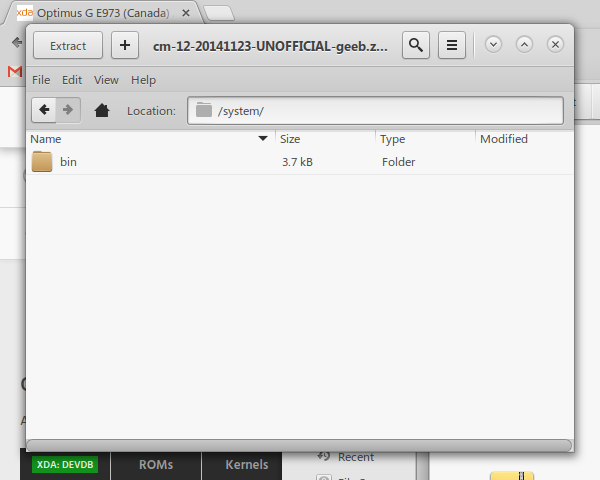 xda Optimus G E973 (Canada)
Extract
cm-12-20141123-UNOFFICIAL-geeb.z...
File Edit View Help
Location: /system/
Name Size Type Modified
bin 3.7 kB Folder
XDA: DEVDB ROMs Kernels
Recent